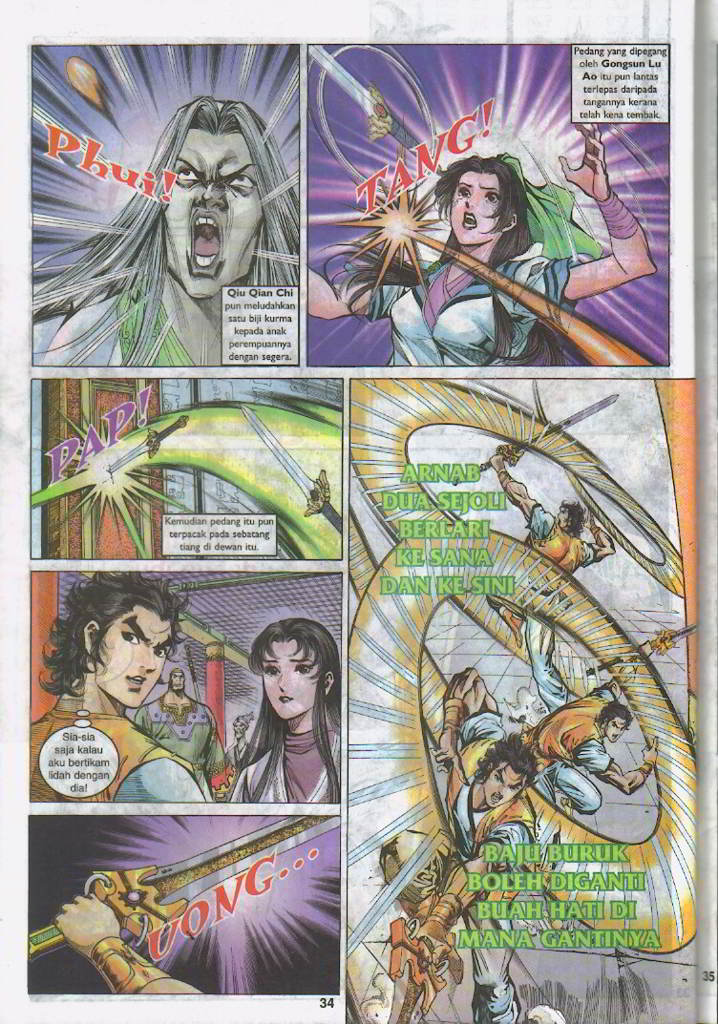 Phui!
Qiu Qian Chi
pun meludahkan
satu biji kurma
kepada anak
perempuannya
dengan segera.
Pedang yang dipegang
oleh Gongsun Lu
Ao itu pun lantas
terlepas daripada
tangannya kerana
telah kena tembak.
TANG!
PAP!
Kemudian pedang itu pun
terpacak pada sebatang
tiang di dewan itu.
Sia-sia
saja kalau
aku bertikam
lidah dengan
dia!
UONG...
ARNAB
DUA SEJOLI
BERLARI
KE SANA
DAN KE SINI
BAJU BURUK
BOLEH DIGANTI
BUAH HATI DI
MANA GANTINYA
34
35